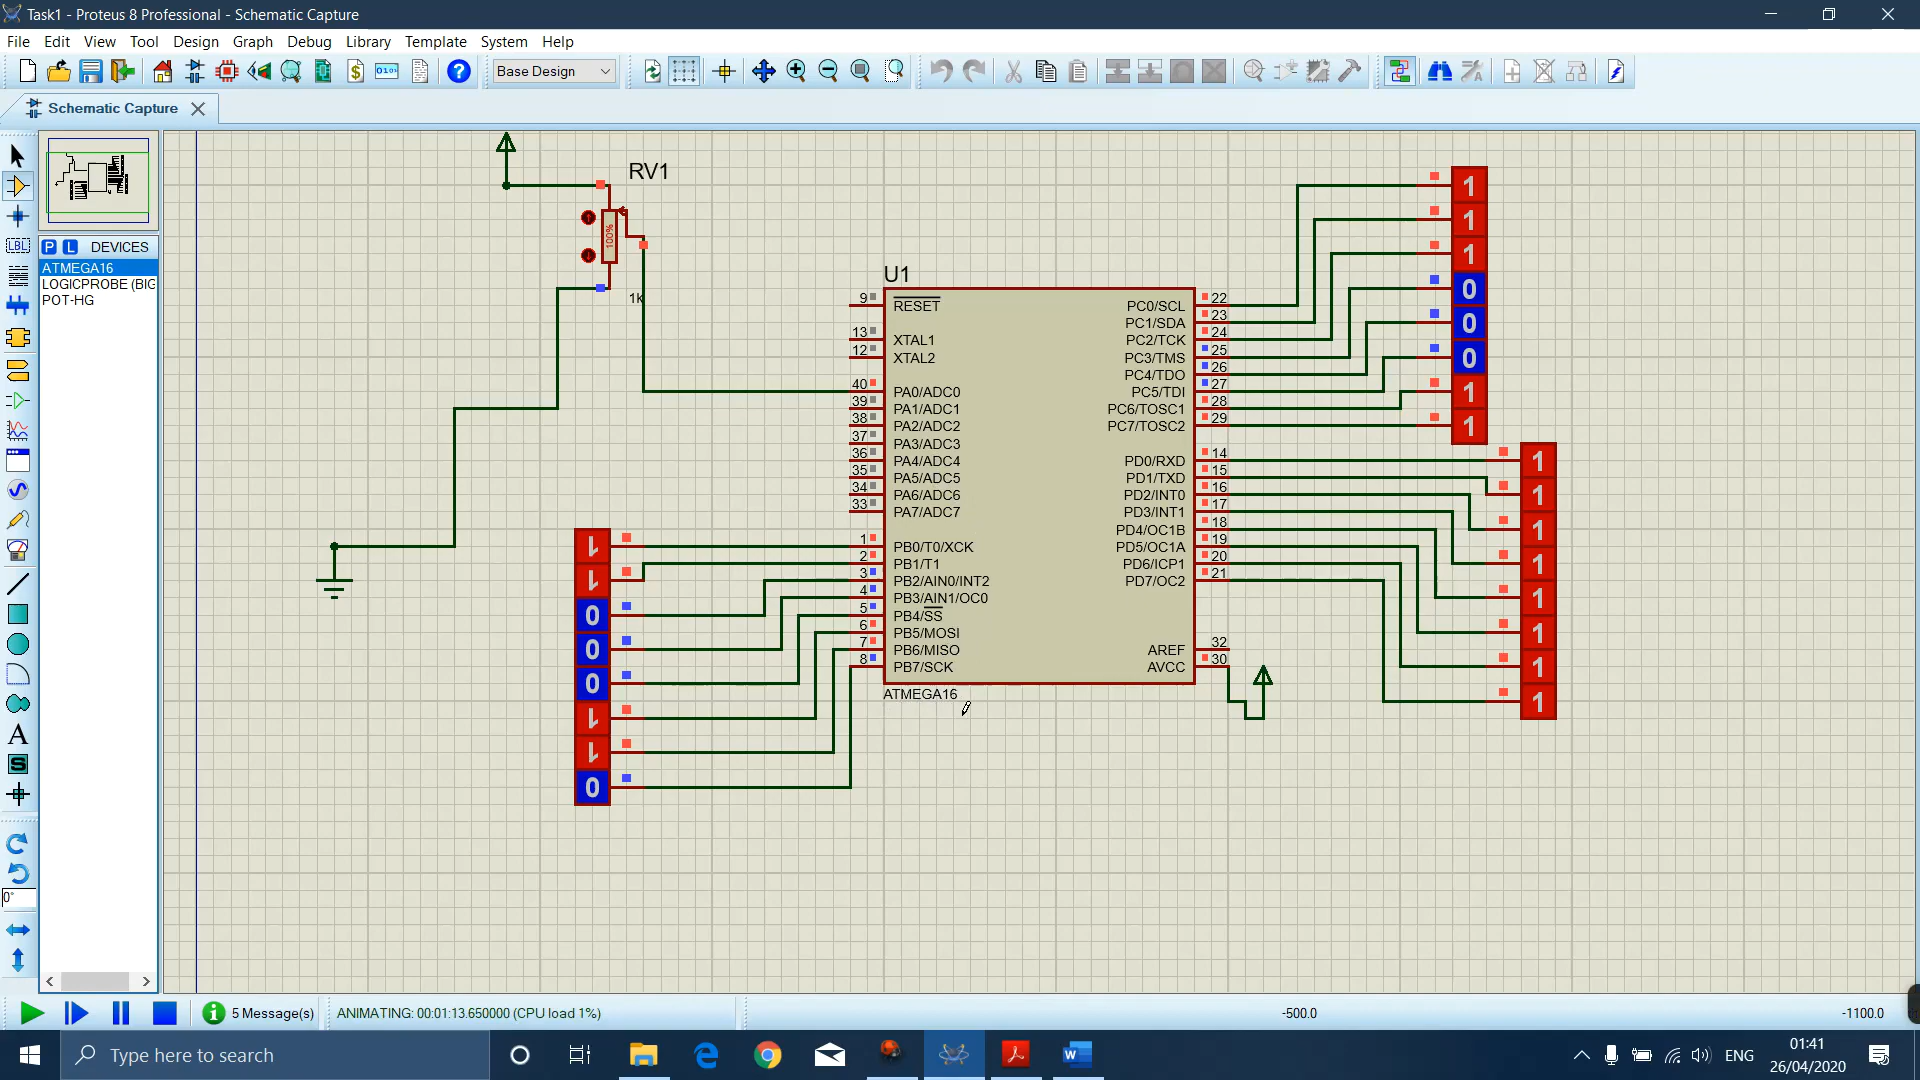 Task1 - Proteus 8 Professional - Schematic Capture
File Edit View Tool Design Graph Debug Library Template System Help
Base Design
Schematic Capture
P L DEVICES
ATMEGA16
LOGICPROBE (BIG
POT-HG
LBL
A
S
0°
RV1
100%
1k
U1
ATMEGA16
9 RESET
13 XTAL1
12 XTAL2
40 PA0/ADC0
39 PA1/ADC1
38 PA2/ADC2
37 PA3/ADC3
36 PA4/ADC4
35 PA5/ADC5
34 PA6/ADC6
33 PA7/ADC7
1 PB0/T0/XCK
2 PB1/T1
3 PB2/AIN0/INT2
4 PB3/AIN1/OC0
5 PB4/SS
6 PB5/MOSI
7 PB6/MISO
8 PB7/SCK
PC0/SCL 22
PC1/SDA 23
PC2/TCK 24
PC3/TMS 25
PC4/TDO 26
PC5/TDI 27
PC6/TOSC1 28
PC7/TOSC2 29
PD0/RXD 14
PD1/TXD 15
PD2/INT0 16
PD3/INT1 17
PD4/OC1B 18
PD5/OC1A 19
PD6/ICP1 20
PD7/OC2 21
AREF 32
AVCC 30
1
1
0
0
0
1
1
0
1
1
1
0
0
0
1
1
1
1
1
1
1
1
1
1
5 Message(s)
ANIMATING: 00:01:13.650000 (CPU load 1%)
-500.0
-1100.0
Type here to search
ENG
01:41
26/04/2020